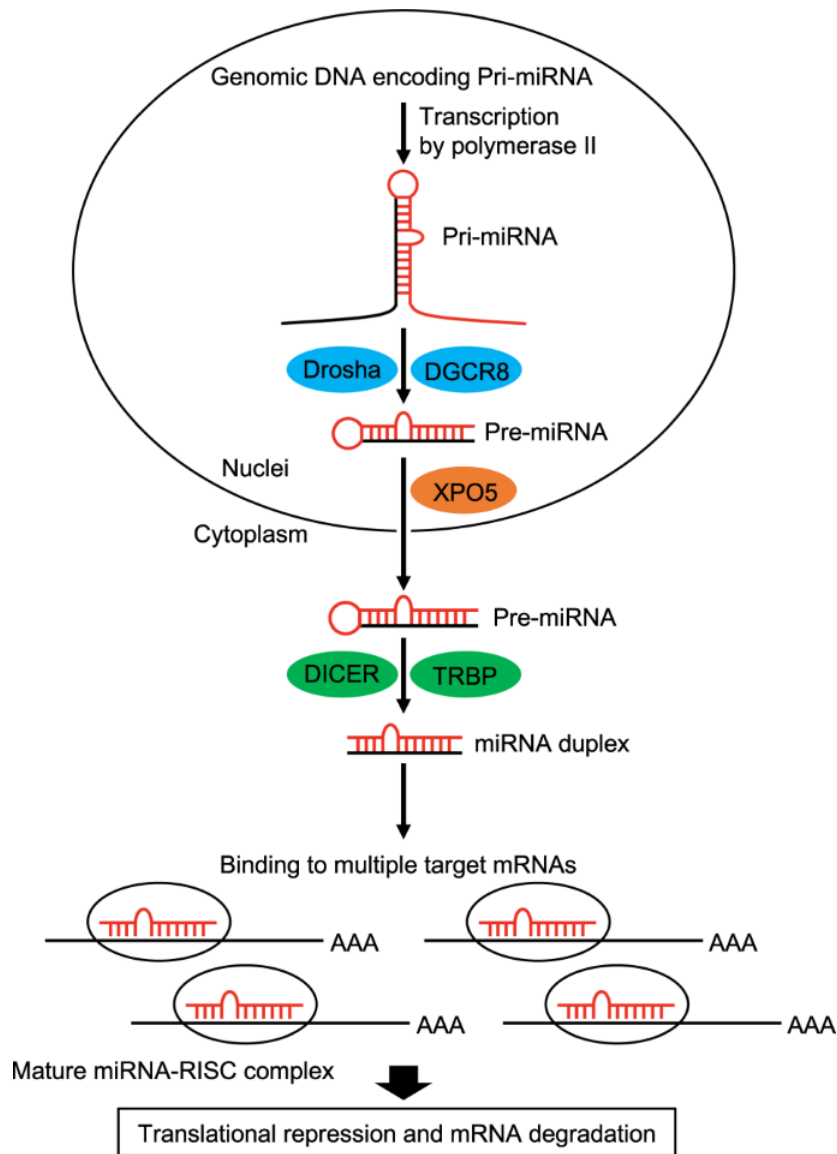 Genomic DNA encoding Pri-miRNA
Transcription
by polymerase II
Pri-miRNA
Drosha
DGCR8
Pre-miRNA
Nuclei
XPO5
Cytoplasm
Pre-miRNA
DICER
TRBP
miRNA duplex
Binding to multiple target mRNAs
AAA
AAA
AAA
AAA
Mature miRNA-RISC complex
Translational repression and mRNA degradation